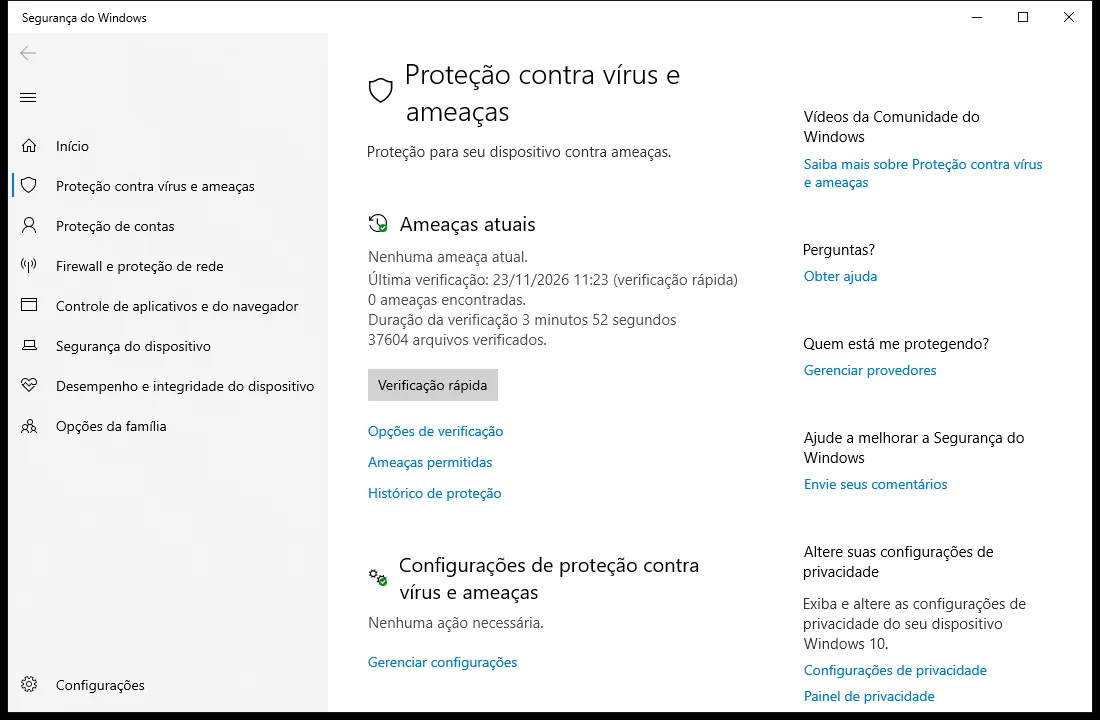 Segurança do Windows
Início
Proteção contra vírus e ameaças
Proteção de contas
Firewall e proteção de rede
Controle de aplicativos e do navegador
Segurança do dispositivo
Desempenho e integridade do dispositivo
Opções da família
Configurações
Proteção contra vírus e
ameaças
Proteção para seu dispositivo contra ameaças.
Ameaças atuais
Nenhuma ameaça atual.
Última verificação: 23/11/2026 11:23 (verificação rápida)
0 ameaças encontradas.
Duração da verificação 3 minutos 52 segundos
37604 arquivos verificados.
Verificação rápida
Opções de verificação
Ameaças permitidas
Histórico de proteção
Configurações de proteção contra
vírus e ameaças
Nenhuma ação necessária.
Gerenciar configurações
Vídeos da Comunidade do
Windows
Saiba mais sobre Proteção contra vírus
e ameaças
Perguntas?
Obter ajuda
Quem está me protegendo?
Gerenciar provedores
Ajude a melhorar a Segurança do
Windows
Envie seus comentários
Altere suas configurações de
privacidade
Exiba e altere as configurações de
privacidade do seu dispositivo
Windows 10.
Configurações de privacidade
Painel de privacidade